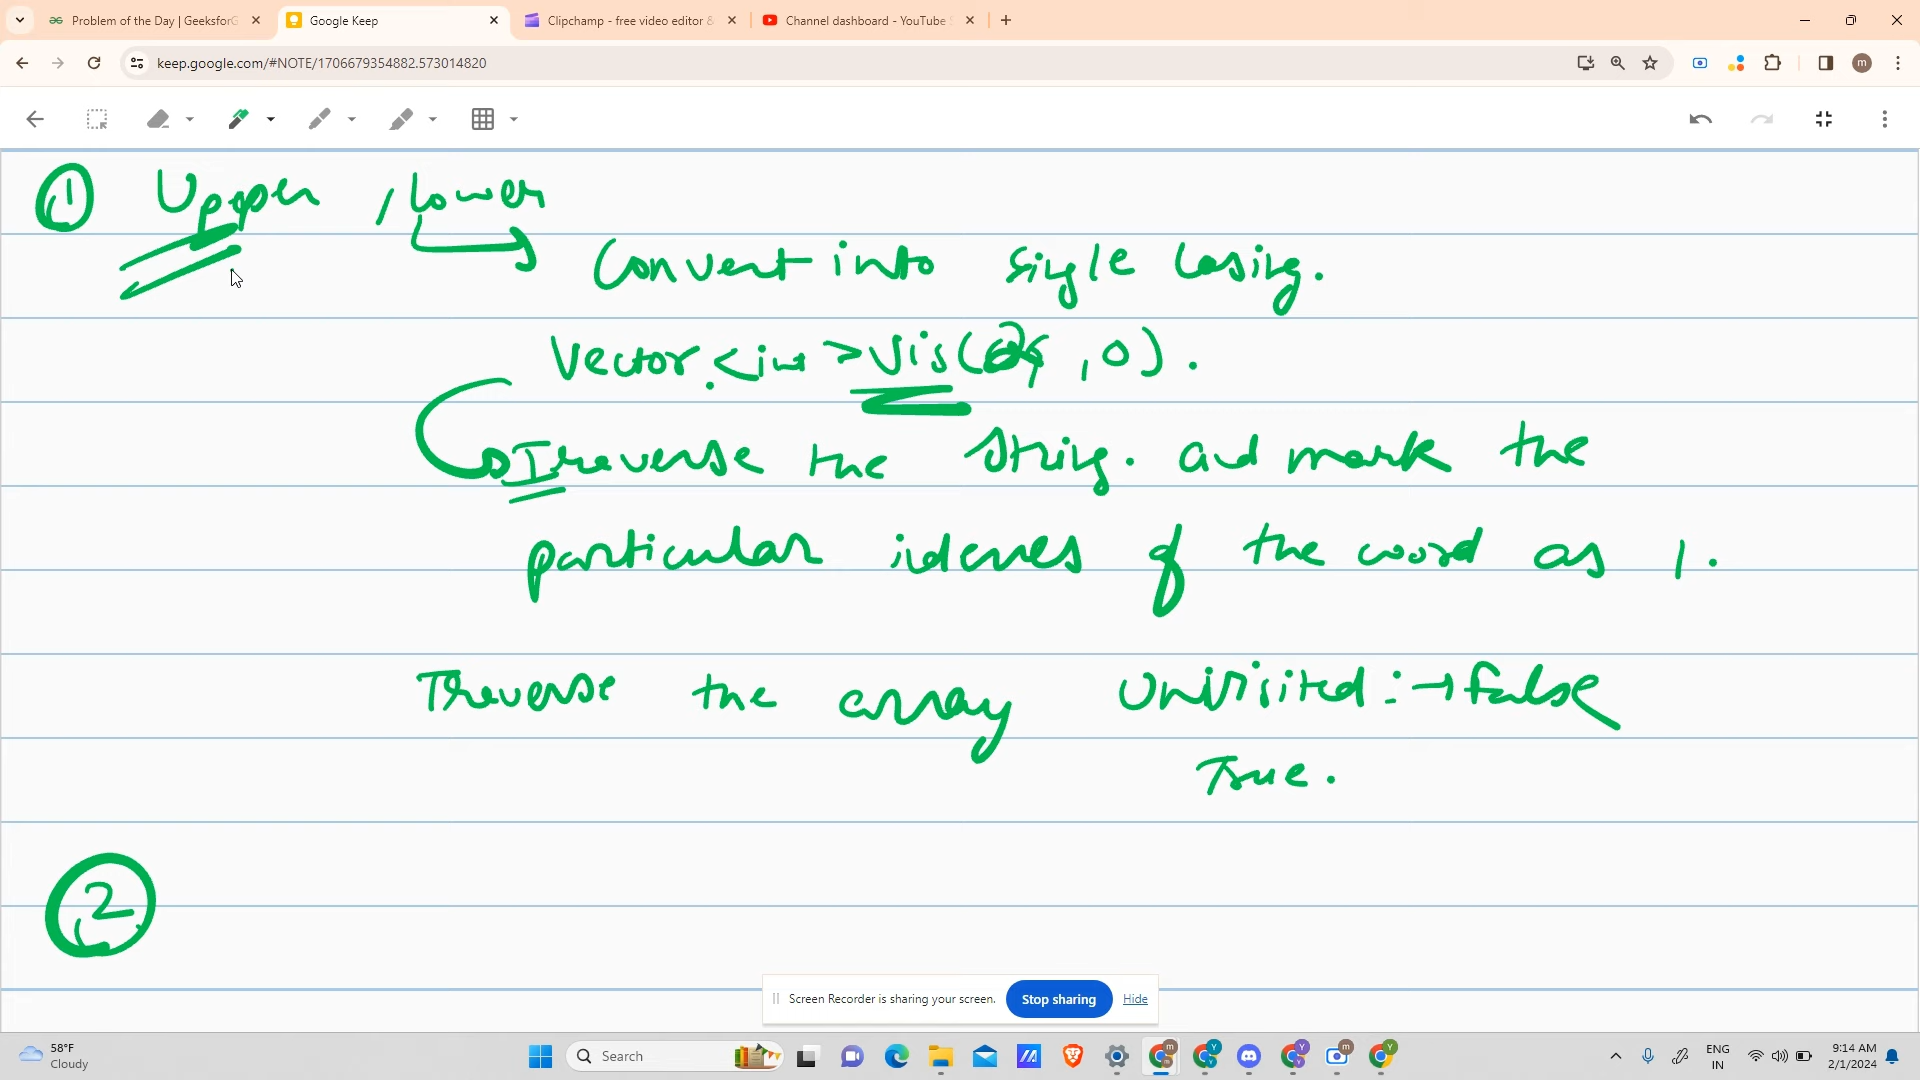 Problem of the Day | GeeksforG
Google Keep
Clipchamp - free video editor &
Channel dashboard - YouTube S
keep.google.com/#NOTE/1706679354882.573014820
m
1 Upper , lower
Convert into single casing.
Vector <int> Vis( , 0).
Traverse the string. and mark the
particular idexes of the word as 1.
Traverse the array Unvisited :→ false
True.
2
Screen Recorder is sharing your screen. Stop sharing Hide
58°F
Cloudy
Search
ENG
IN
9:14 AM
2/1/2024